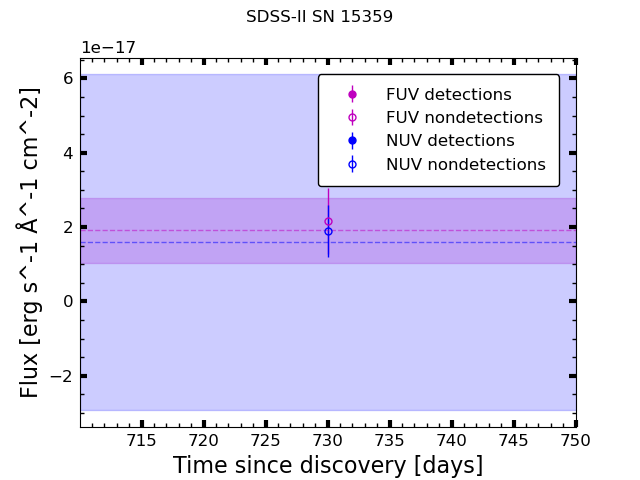 SDSS-II SN 15359
1e−17
FUV detections
FUV nondetections
NUV detections
NUV nondetections
6
4
2
0
−2
Flux [erg s^-1 Å^-1 cm^-2]
715 720 725 730 735 740 745 750
Time since discovery [days]